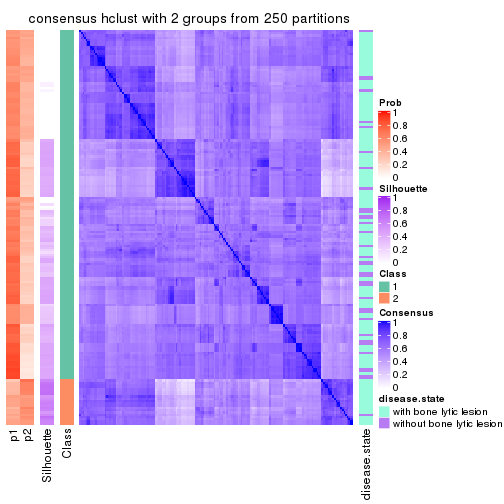 consensus hclust with 2 groups from 250 partitions
Prob
1
0.8
0.6
0.4
0.2
0
Silhouette
1
0.8
0.6
0.4
0.2
0
Class
1
2
Consensus
1
0.8
0.6
0.4
0.2
0
disease.state
with bone lytic lesion
without bone lytic lesion
p1
p2
Silhouette
Class
disease.state